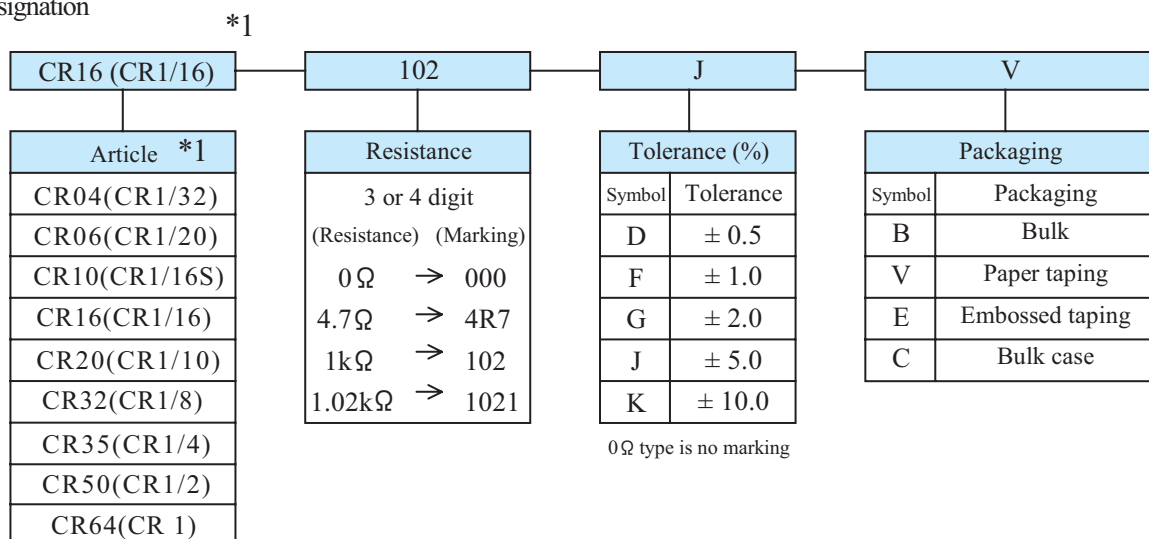 signation
*1
CR16 (CR1/16) 102 J V
Article *1
CR04(CR1/32)
CR06(CR1/20)
CR10(CR1/16S)
CR16(CR1/16)
CR20(CR1/10)
CR32(CR1/8)
CR35(CR1/4)
CR50(CR1/2)
CR64(CR 1)
Resistance
3 or 4 digit
(Resistance) (Marking)
0Ω → 000
4.7Ω → 4R7
1kΩ → 102
1.02kΩ → 1021
Tolerance (%)
Symbol Tolerance
D ± 0.5
F ± 1.0
G ± 2.0
J ± 5.0
K ± 10.0
0Ω type is no marking
Packaging
Symbol Packaging
B Bulk
V Paper taping
E Embossed taping
C Bulk case